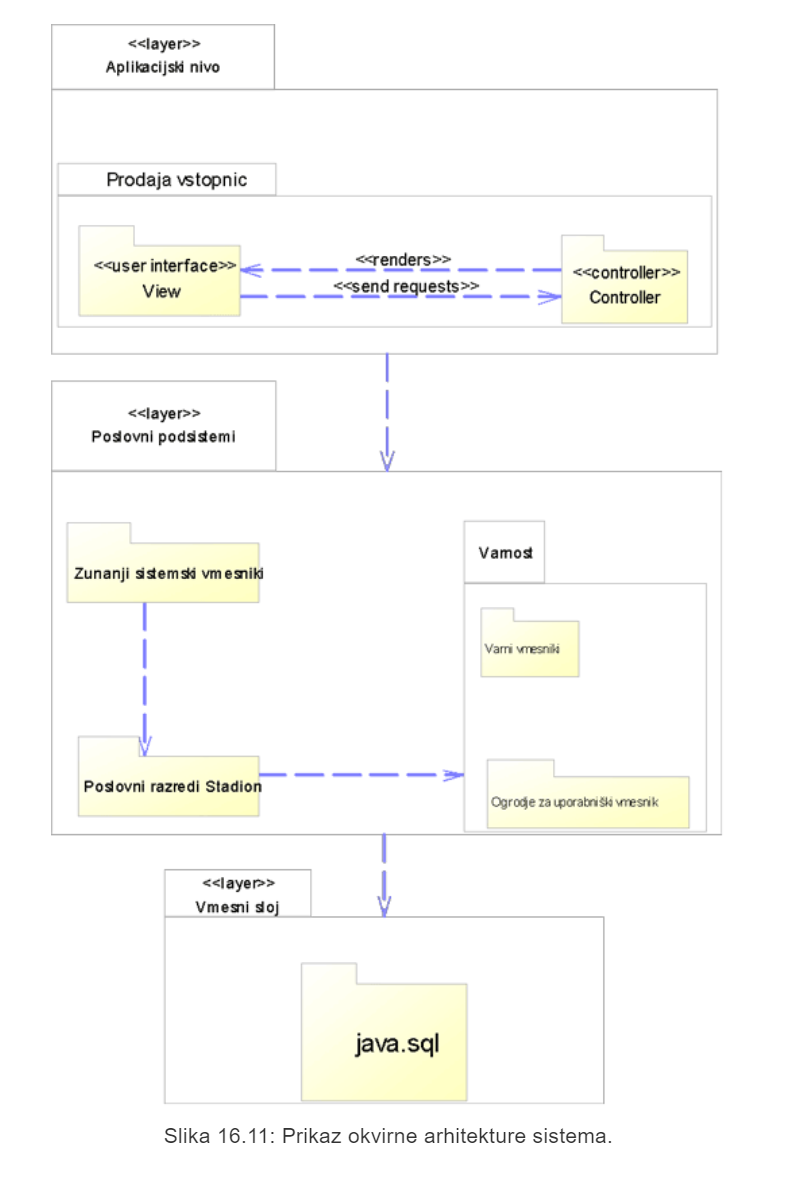 <<layer>>
Aplikacijski nivo
Prodaja vstopnic
<<user interface>>
View
<<renders>>
<<send requests>>
<<controller>>
Controller
<<layer>>
Poslovni podsistemi
Zunanji sistemski vmesniki
Varnost
Varni vmesniki
Poslovni razredi Stadion
Ogrodje za uporabniški vmesnik
<<layer>>
Vmesni sloj
java.sql
Slika 16.11: Prikaz okvirne arhitekture sistema.